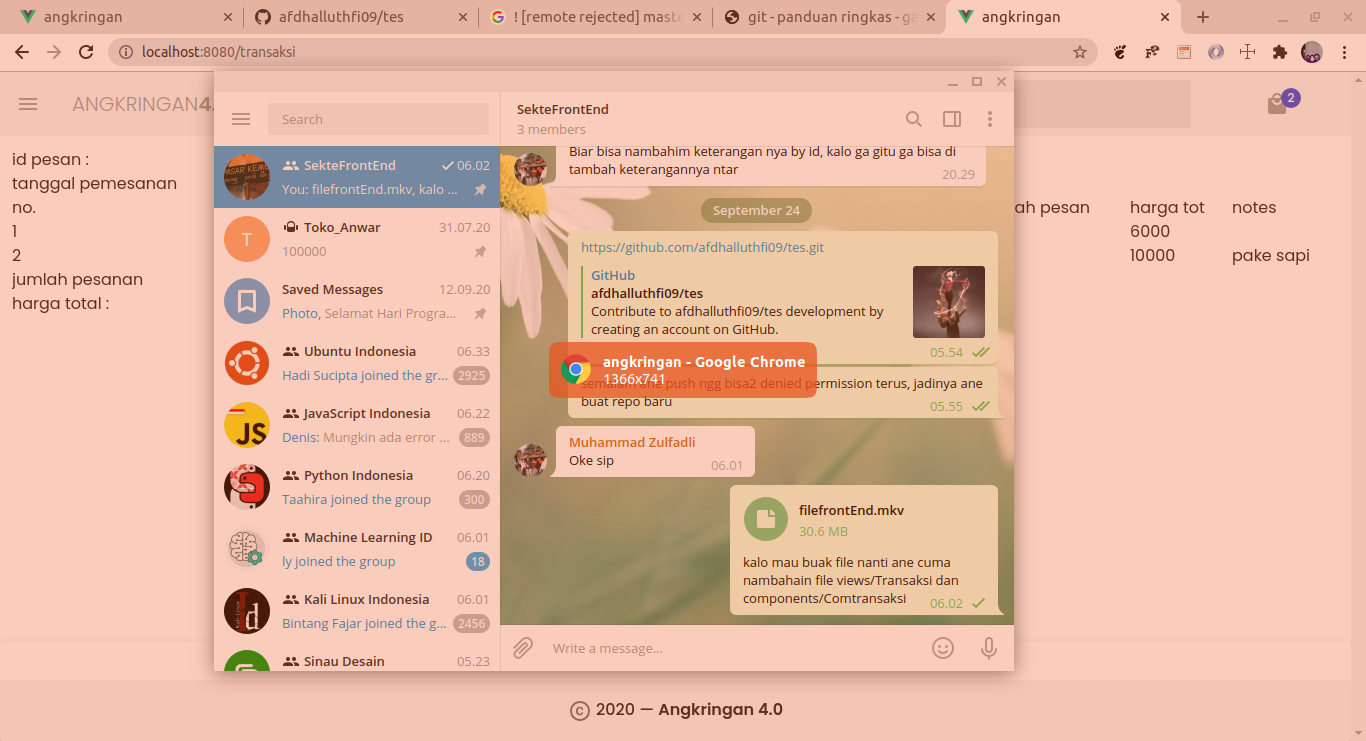 angkringan
afdhalluthfi09/tes
! [remote rejected] maste
git - panduan ringkas - ga
angkringan
localhost:8080/transaksi
ANGKRINGAN4.
2
id pesan :
tanggal pemesanan
no.
1
2
jumlah pesanan
harga total :
ah pesan
harga tot
notes
6000
10000
pake sapi
Search
SekteFrontEnd
06.02
You: filefrontEnd.mkv, kalo ...
T
Toko_Anwar
31.07.20
100000
Saved Messages
12.09.20
Photo, Selamat Hari Progra...
Ubuntu Indonesia
06.33
Hadi Sucipta joined the gr...
2925
JS
JavaScript Indonesia
06.22
Denis: Mungkin ada error ...
889
Python Indonesia
06.20
Taahira joined the group
300
Machine Learning ID
06.01
ly joined the group
18
Kali Linux Indonesia
06.01
Bintang Fajar joined the g...
2456
Sinau Desain
05.23
SekteFrontEnd
3 members
Biar bisa nambahim keterangan nya by id, kalo ga gitu ga bisa di
tambah keterangannya ntar
20.29
September 24
https://github.com/afdhalluthfi09/tes.git
GitHub
afdhalluthfi09/tes
Contribute to afdhalluthfi09/tes development by
creating an account on GitHub.
05.54
angkringan - Google Chrome
1366x741
semalam ane push ngg bisa2 denied permission terus, jadinya ane
buat repo baru
05.55
Muhammad Zulfadli
Oke sip
06.01
filefrontEnd.mkv
30.6 MB
kalo mau buak file nanti ane cuma
nambahain file views/Transaksi dan
components/Comtransaksi
06.02
Write a message...
© 2020 — Angkringan 4.0